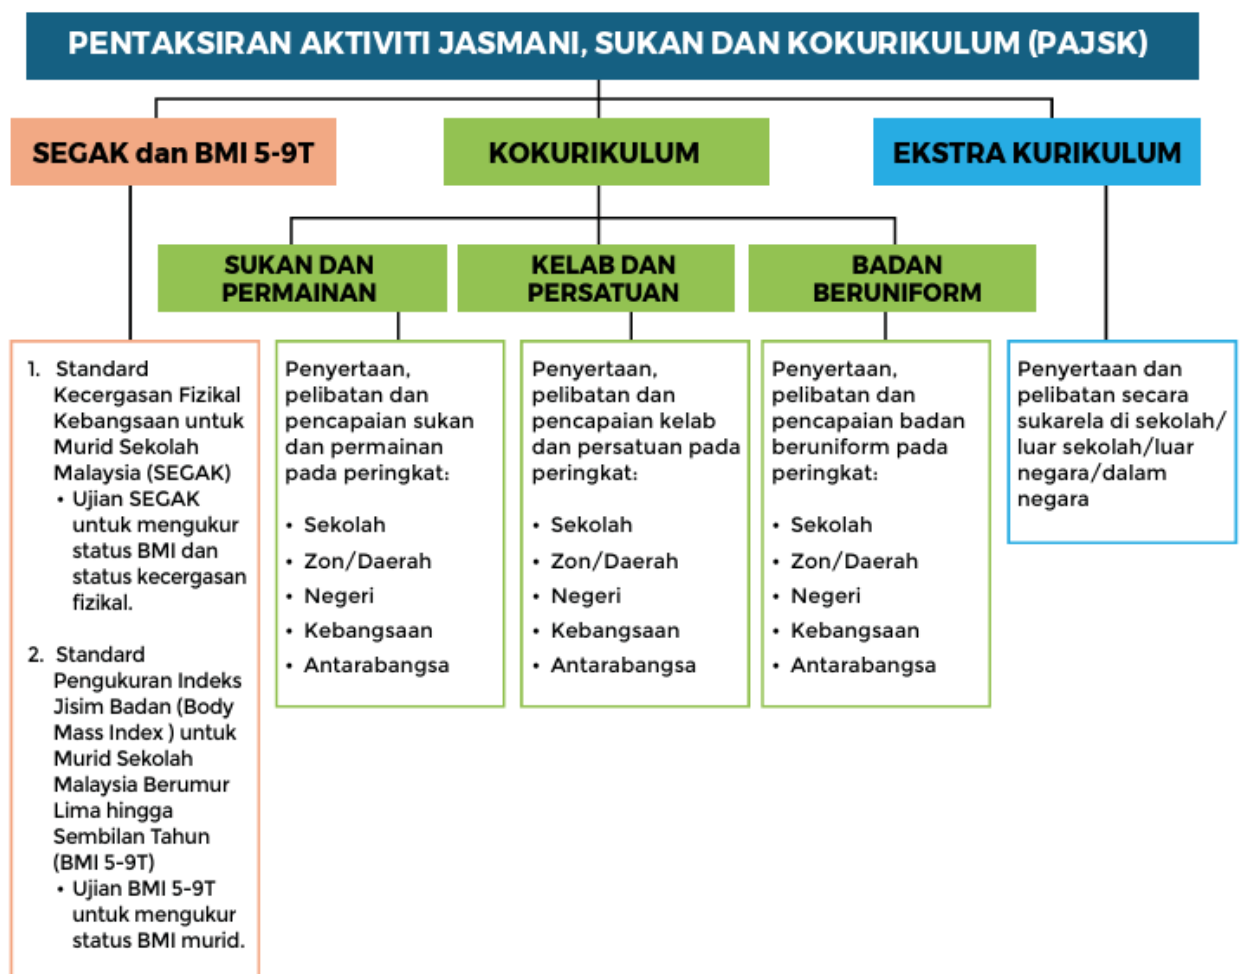 PENTAKSIRAN AKTIVITI JASMANI, SUKAN DAN KOKURIKULUM (PAJSK)
SEGAK dan BMI 5-9T
KOKURIKULUM
EKSTRA KURIKULUM
SUKAN DAN
PERMAINAN
KELAB DAN
PERSATUAN
BADAN
BERUNIFORM
1. Standard
Kecergasan Fizikal
Kebangsaan untuk
Murid Sekolah
Malaysia (SEGAK)
• Ujian SEGAK
untuk mengukur
status BMI dan
status kecergasan
fizikal.
2. Standard
Pengukuran Indeks
Jisim Badan (Body
Mass Index ) untuk
Murid Sekolah
Malaysia Berumur
Lima hingga
Sembilan Tahun
(BMI 5-9T)
• Ujian BMI 5-9T
untuk mengukur
status BMI murid.
Penyertaan,
pelibatan dan
pencapaian sukan
dan permainan
pada peringkat:
• Sekolah
• Zon/Daerah
• Negeri
• Kebangsaan
• Antarabangsa
Penyertaan,
pelibatan dan
pencapaian kelab
dan persatuan pada
peringkat:
• Sekolah
• Zon/Daerah
• Negeri
• Kebangsaan
• Antarabangsa
Penyertaan,
pelibatan dan
pencapaian badan
beruniform pada
peringkat:
• Sekolah
• Zon/Daerah
• Negeri
• Kebangsaan
• Antarabangsa
Penyertaan dan
pelibatan secara
sukarela di sekolah/
luar sekolah/luar
negara/dalam
negara